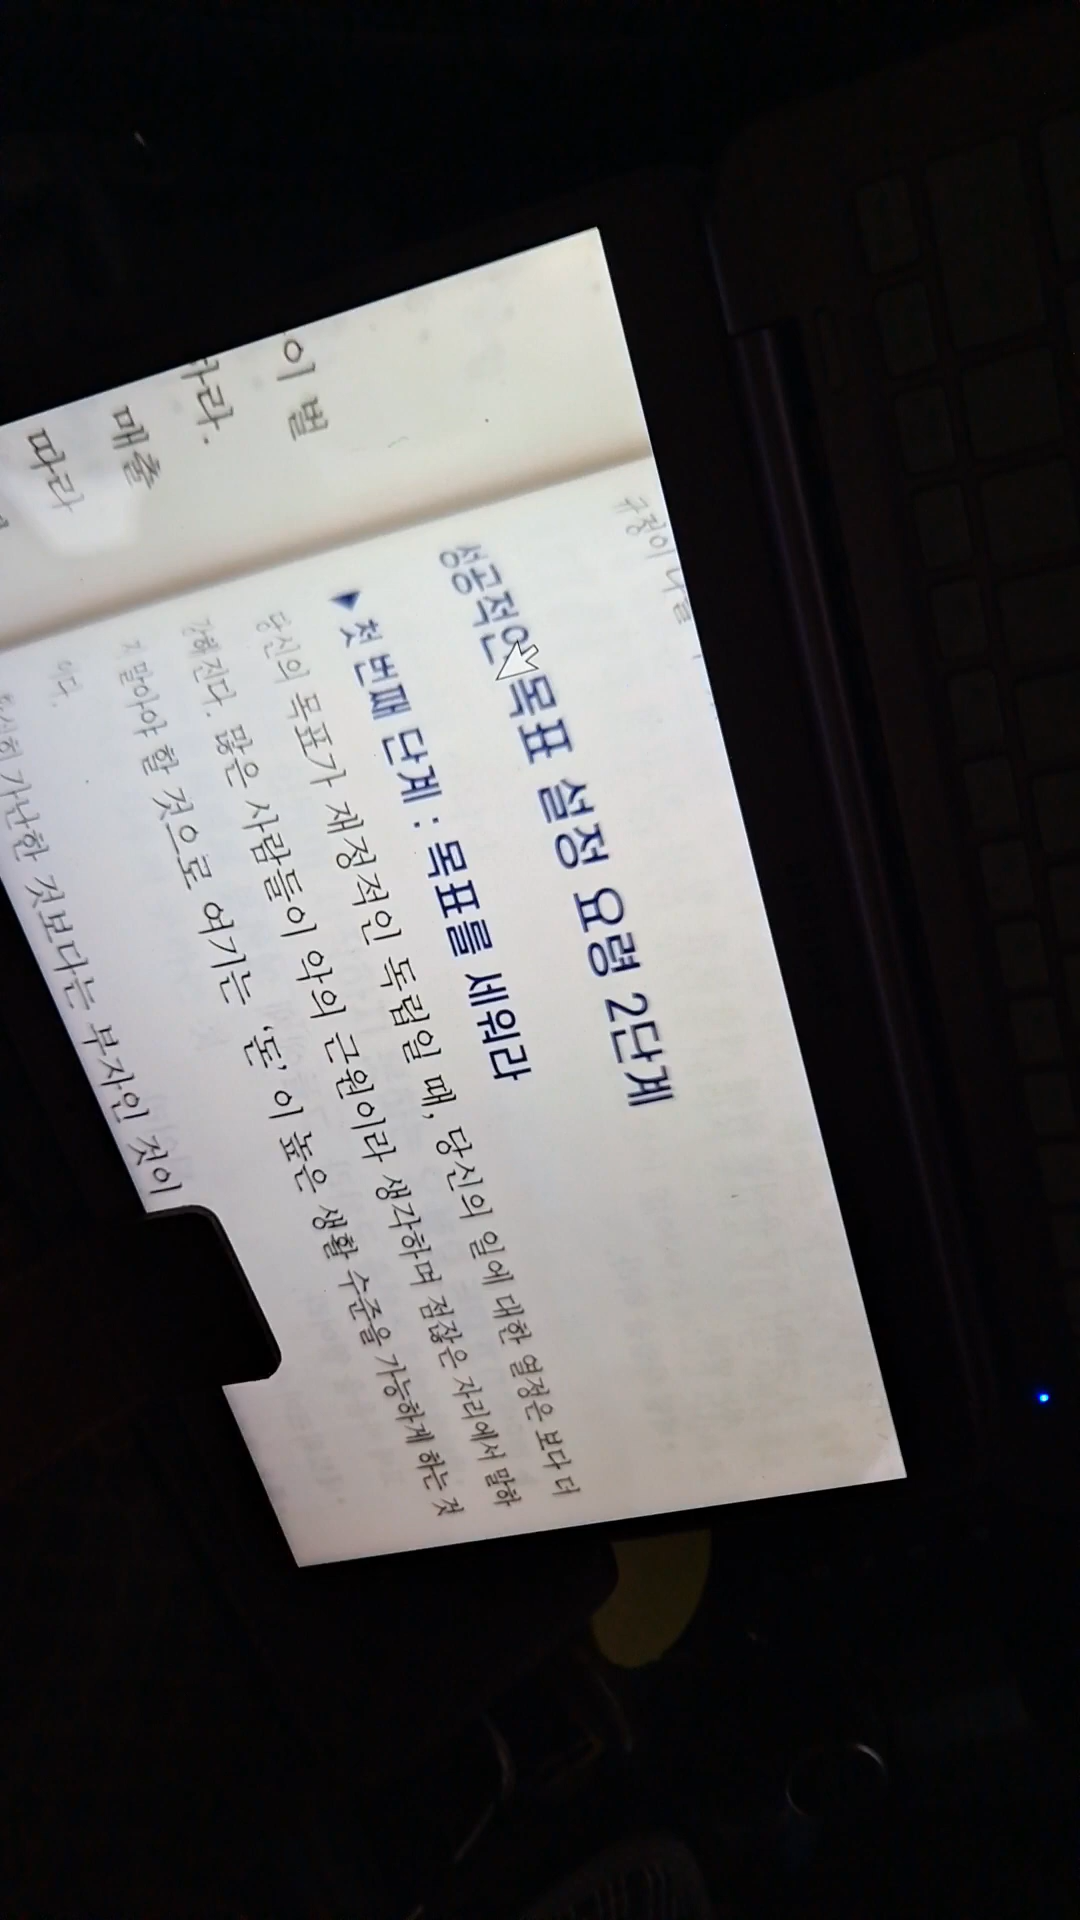 성공적인 목표 설정 요령 2단계
▶ 첫 번째 단계 : 목표를 세워라
당신의 목표가 재정적인 독립일 때, 당신의 일에 대한 열정은 보다 더
강해진다. 많은 사람들이 악의 근원이라 생각하며 점잖은 자리에서 말하
지 말아야 할 것으로 여기는 ‘돈’이 높은 생활 수준을 가능하게 하는 것
이다.
가난한 것보다는 부자인 것이
이 벌
하라.
매출
따라